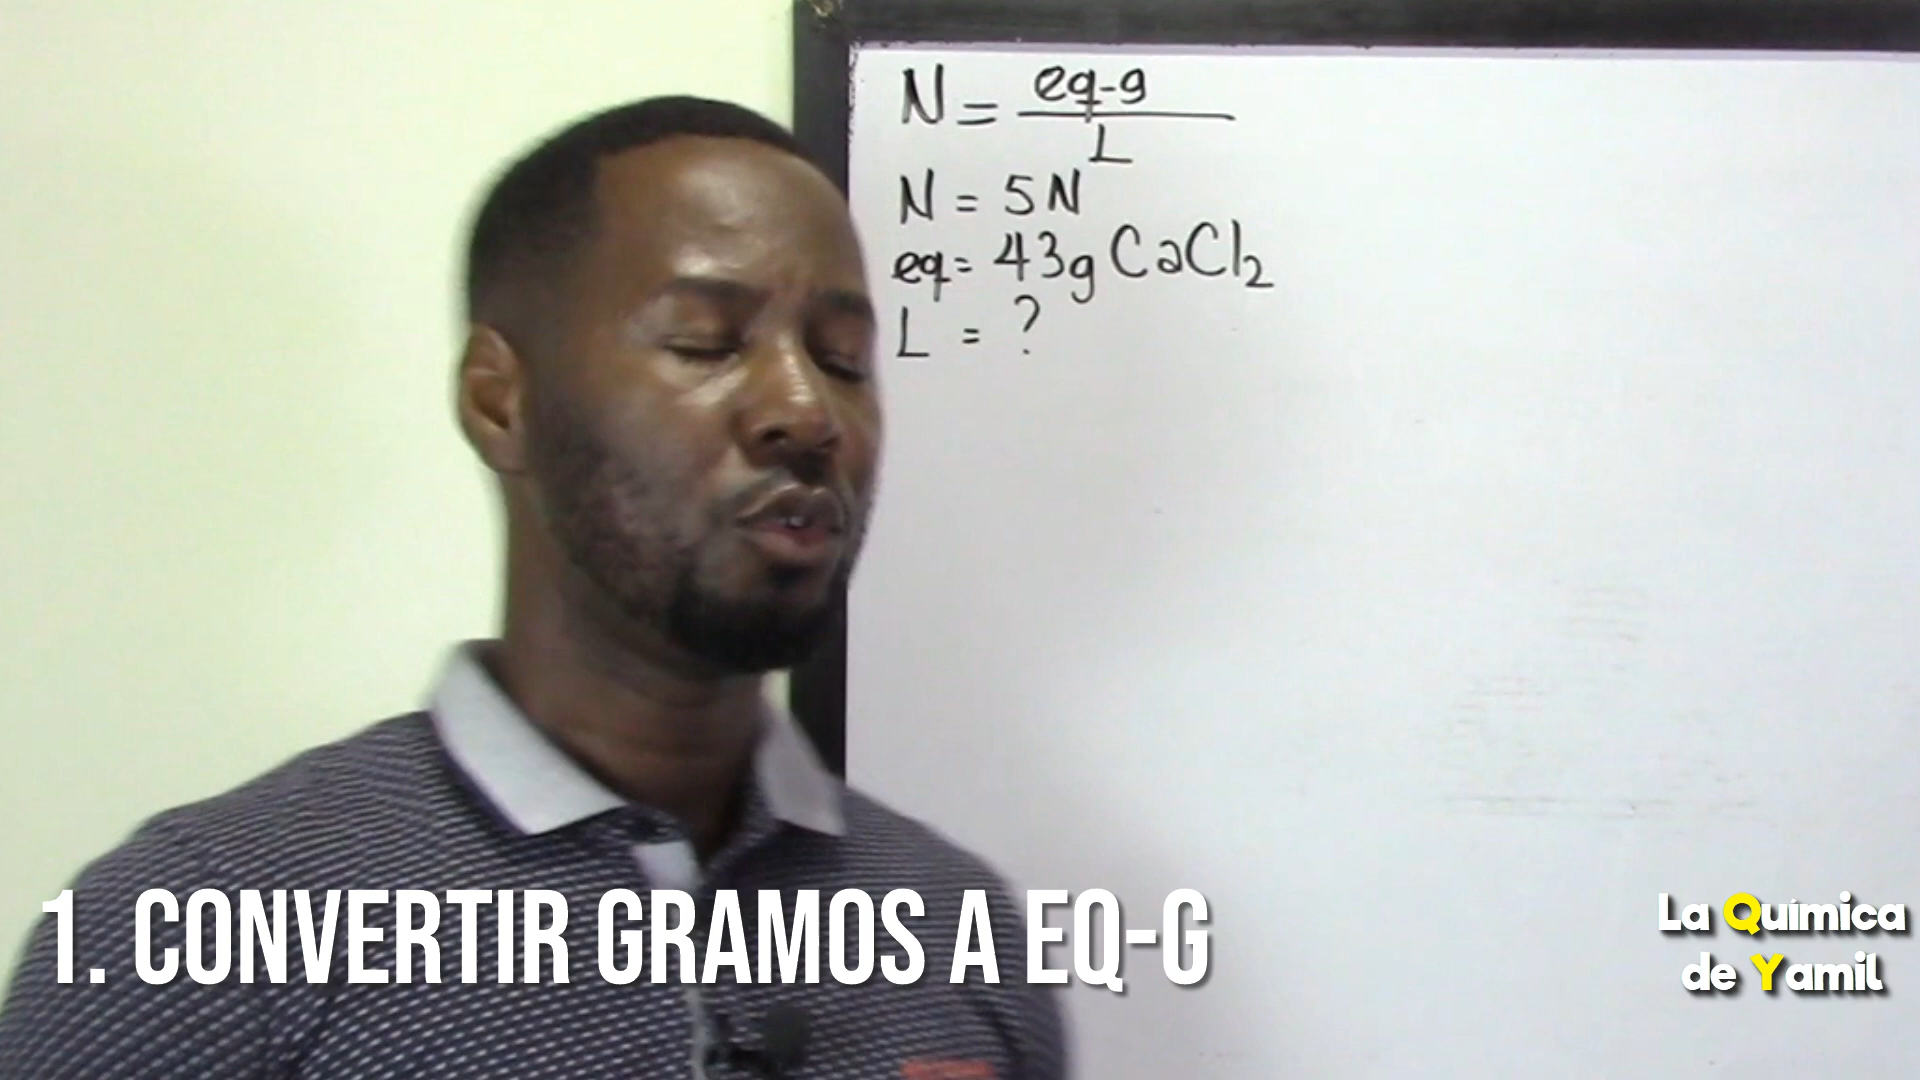 N = eq-g
L
N = 5N
eq = 43g CaCl₂
L = ?
1. CONVERTIR GRAMOS A EQ-G
La Química
de Yamil